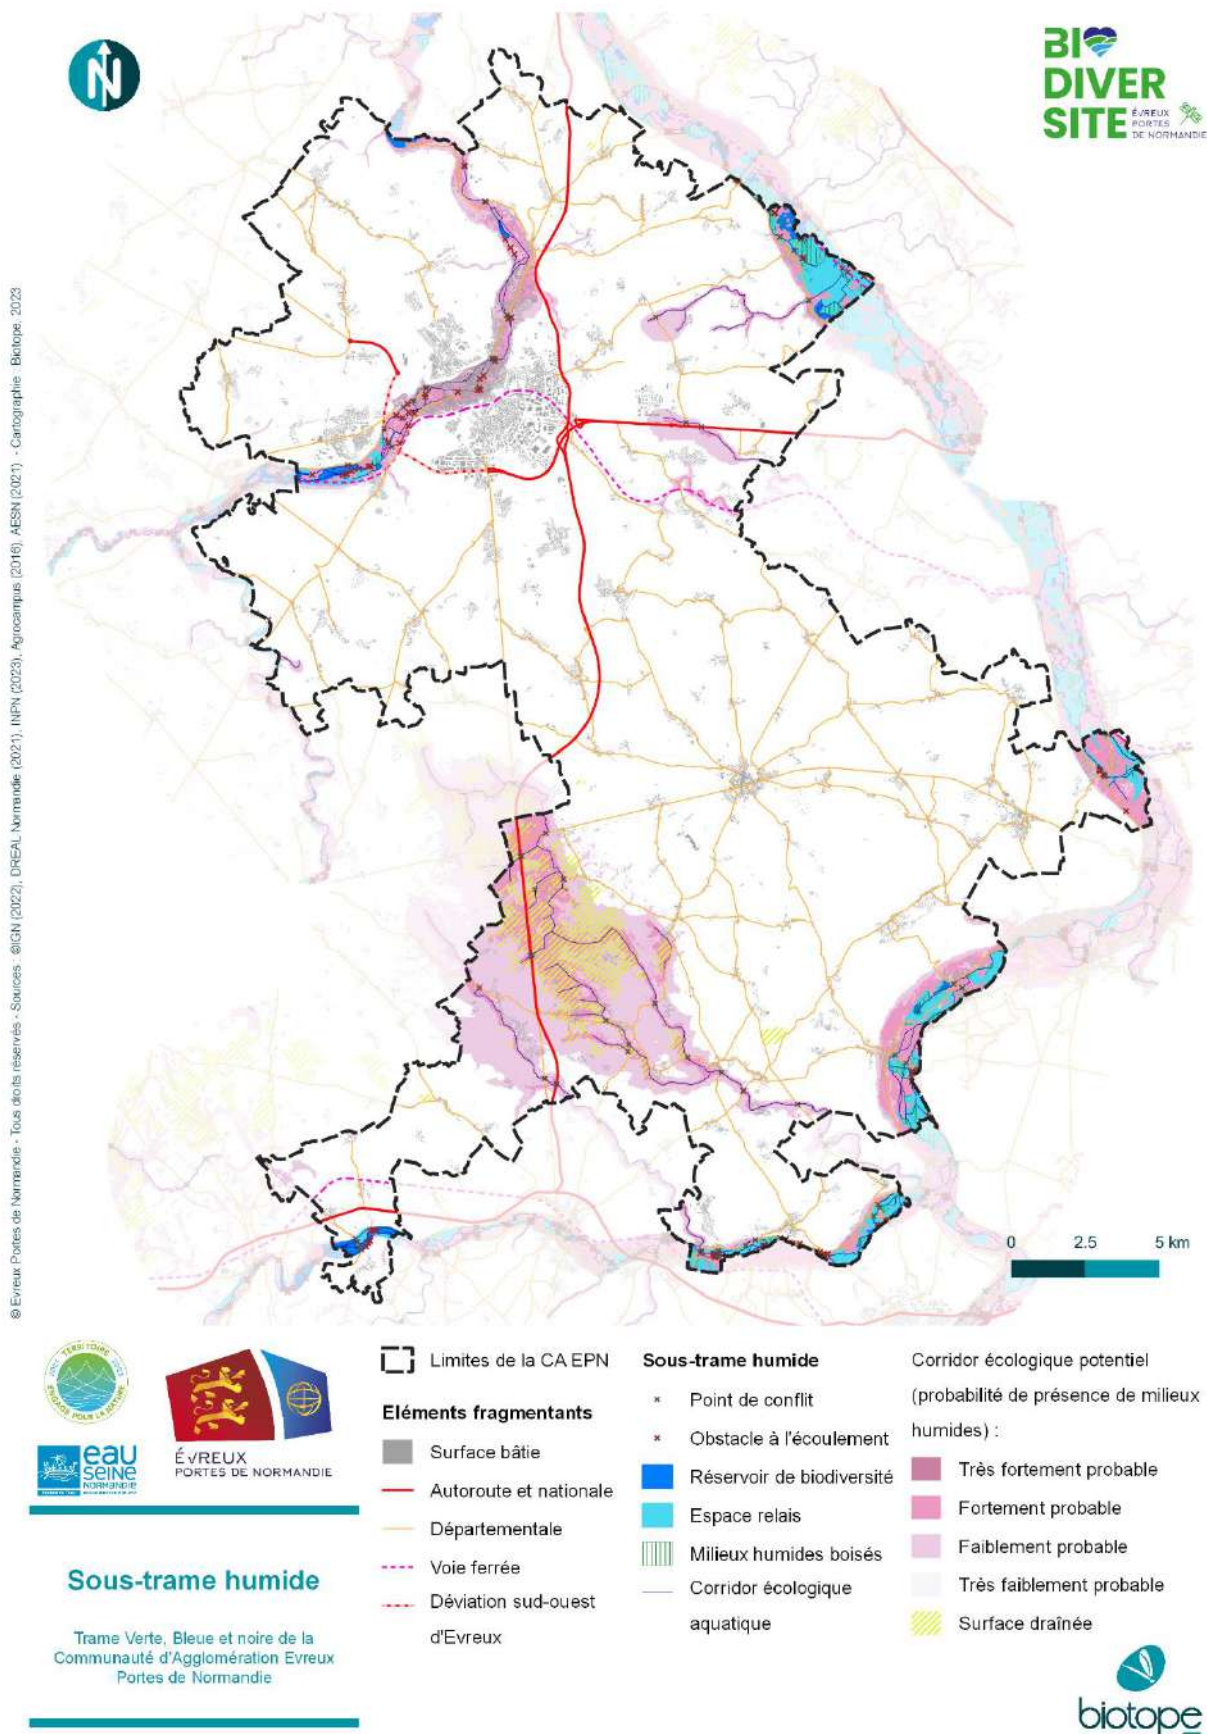 N
BI
DIVER
SITE
ÉVREUX
PORTES
DE NORMANDIE
© Evreux Portes de Normandie - Tous droits réservés - Sources : ©IGN (2022), DREAL Normandie (2021), INPN (2023), Agrocampus (2016), AESN (2021) - Cartographie : Biotope, 2023
0 2.5 5 km
TERRITOIRE
ENGAGÉ POUR LA NATURE
eau
SEINE
NORMANDIE
ÉVREUX
PORTES DE NORMANDIE
Sous-trame humide
Trame Verte, Bleue et noire de la
Communauté d'Agglomération Evreux
Portes de Normandie
Limites de la CA EPN
Eléments fragmentants
Surface bâtie
Autoroute et nationale
Départementale
Voie ferrée
Déviation sud-ouest
d'Evreux
Sous-trame humide
Point de conflit
Obstacle à l'écoulement
Réservoir de biodiversité
Espace relais
Milieux humides boisés
Corridor écologique
aquatique
Corridor écologique potentiel
(probabilité de présence de milieux
humides) :
Très fortement probable
Fortement probable
Faiblement probable
Très faiblement probable
Surface draînée
biotope